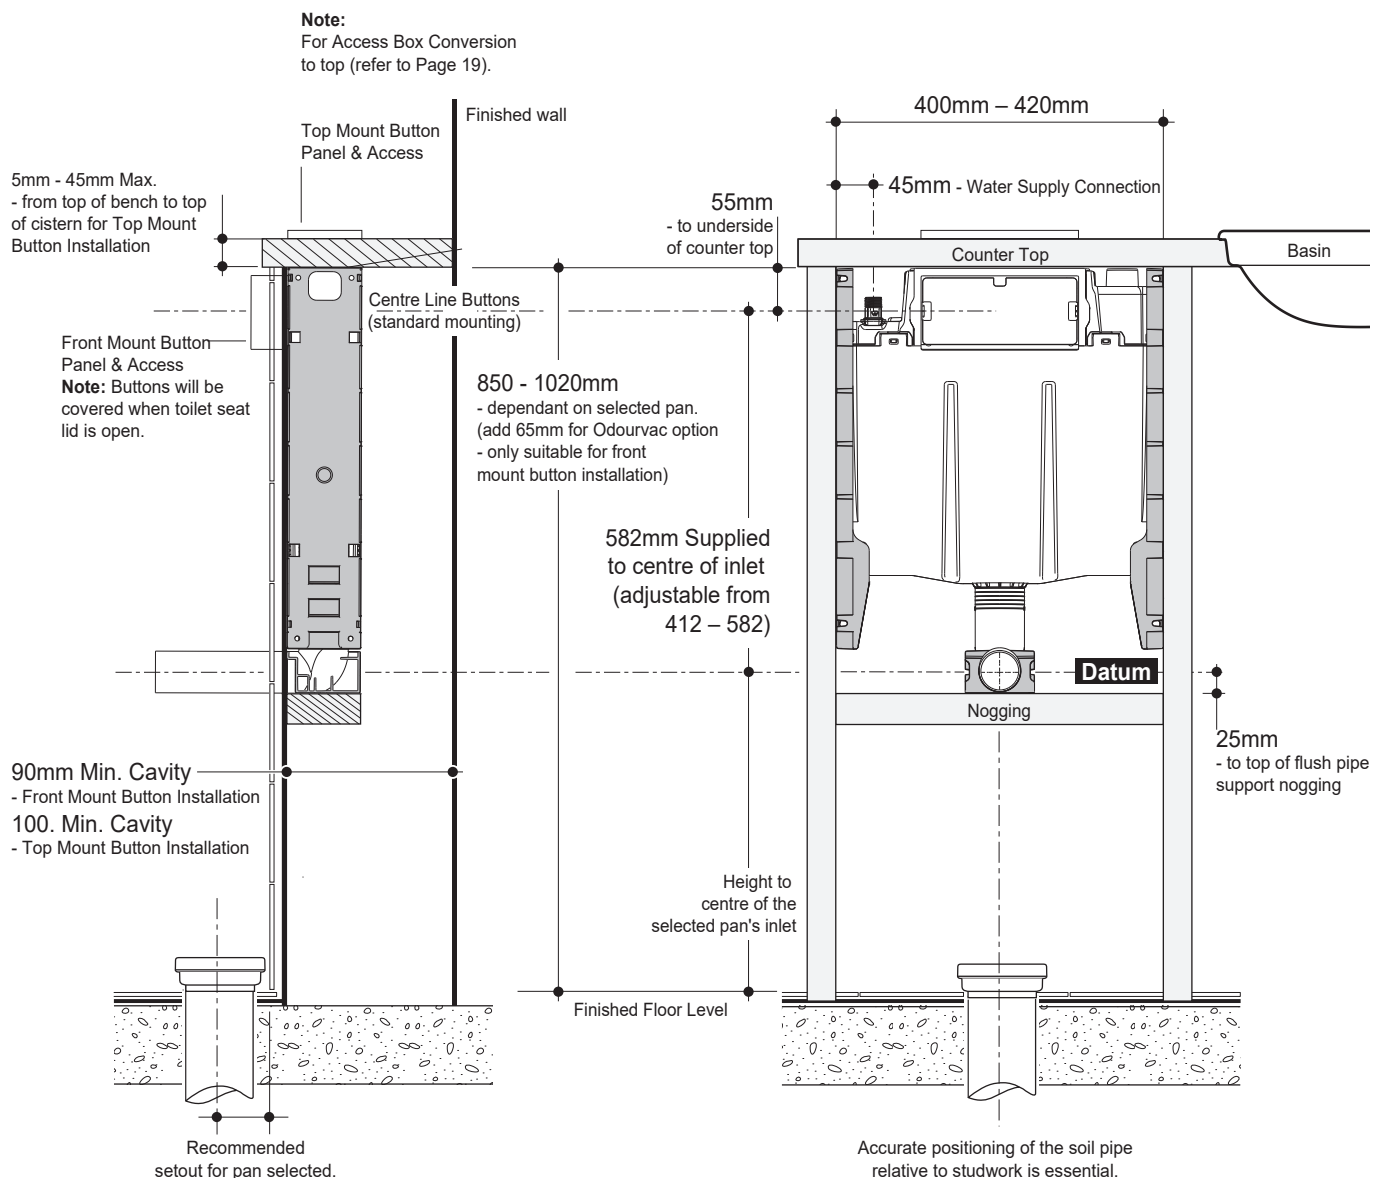 Note:
For Access Box Conversion
to top (refer to Page 19).
Finished wall
Top Mount Button
Panel & Access
5mm - 45mm Max.
- from top of bench to top
of cistern for Top Mount
Button Installation
400mm – 420mm
45mm - Water Supply Connection
55mm
- to underside
of counter top
Counter Top
Basin
Centre Line Buttons
(standard mounting)
Front Mount Button
Panel & Access
Note: Buttons will be
covered when toilet seat
lid is open.
850 - 1020mm
- dependant on selected pan.
(add 65mm for Odourvac option
- only suitable for front
mount button installation)
582mm Supplied
to centre of inlet
(adjustable from
412 – 582)
Datum
Nogging
25mm
- to top of flush pipe
support nogging
90mm Min. Cavity
- Front Mount Button Installation
100. Min. Cavity
- Top Mount Button Installation
Height to
centre of the
selected pan's inlet
Finished Floor Level
Recommended
setout for pan selected.
Accurate positioning of the soil pipe
relative to studwork is essential.